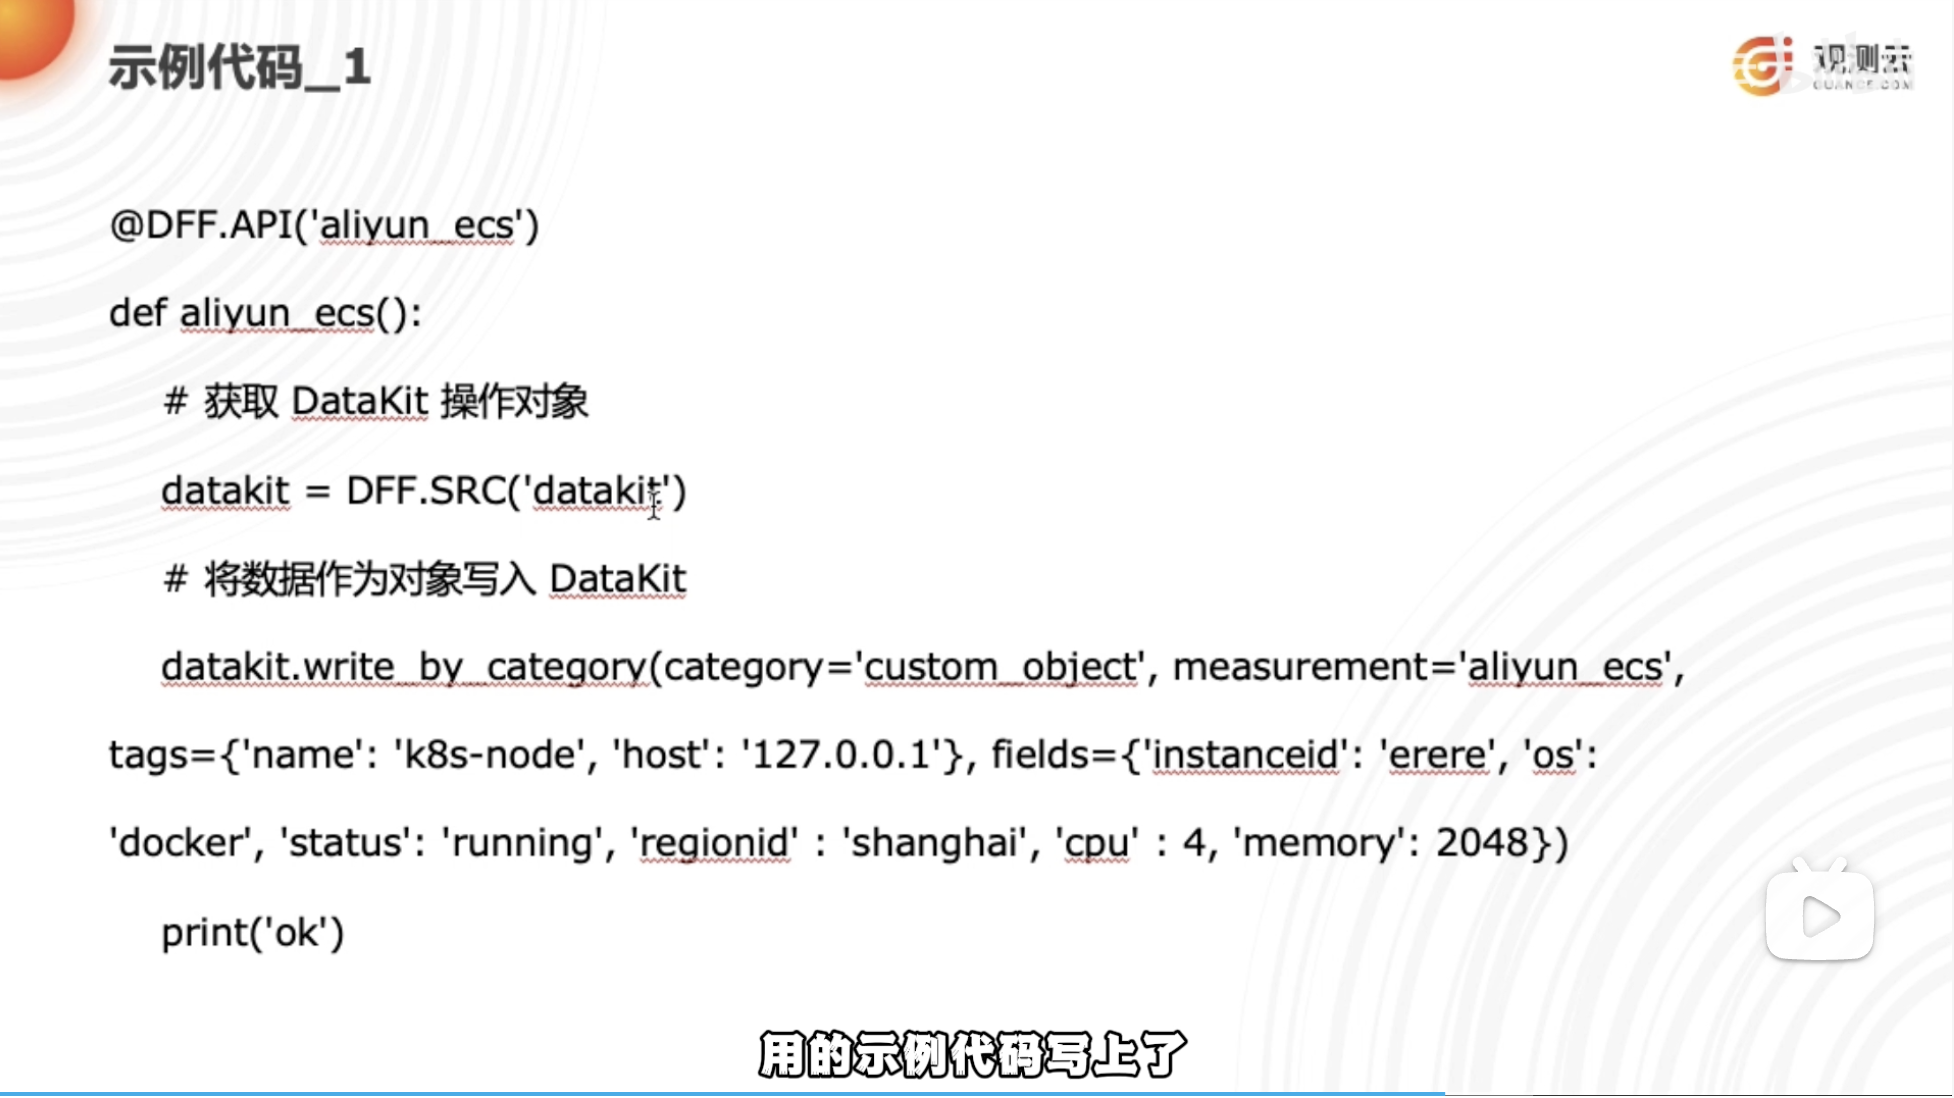 示例代码_1
观测云
GUANCE.COM
@DFF.API('aliyun_ecs')
def aliyun_ecs():
# 获取 DataKit 操作对象
datakit = DFF.SRC('datakit')
# 将数据作为对象写入 DataKit
datakit.write_by_category(category='custom_object', measurement='aliyun_ecs',
tags={'name': 'k8s-node', 'host': '127.0.0.1'}, fields={'instanceid': 'erere', 'os':
'docker', 'status': 'running', 'regionid' : 'shanghai', 'cpu' : 4, 'memory': 2048})
print('ok')
用的示例代码写上了